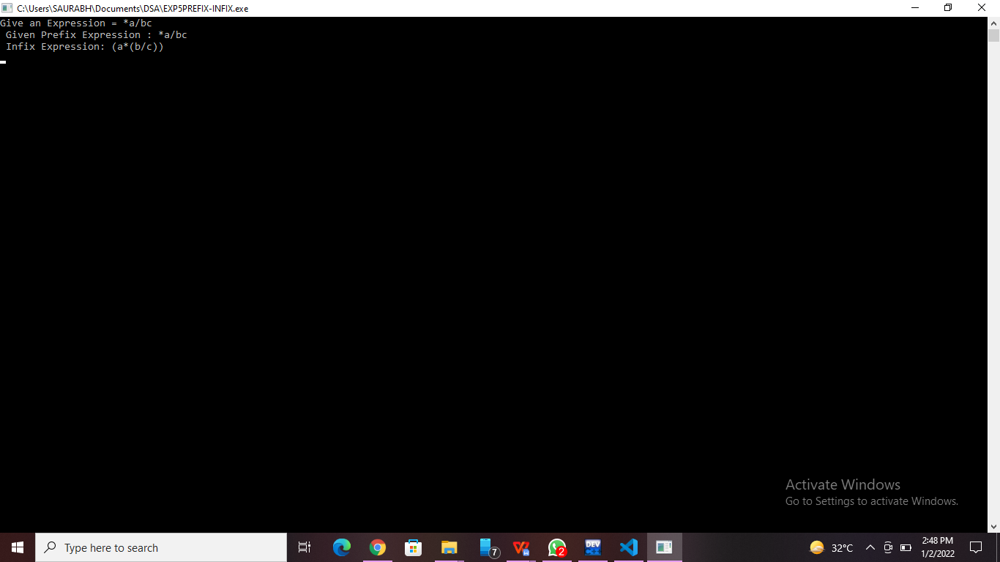 C:\Users\SAURABH\Documents\DSA\EXP5PREFIX-INFIX.exe
Give an Expression = *a/bc
Given Prefix Expression : *a/bc
Infix Expression: (a*(b/c))
Activate Windows
Go to Settings to activate Windows.
Type here to search
7
2
DEV
32°C
2:48 PM
1/2/2022